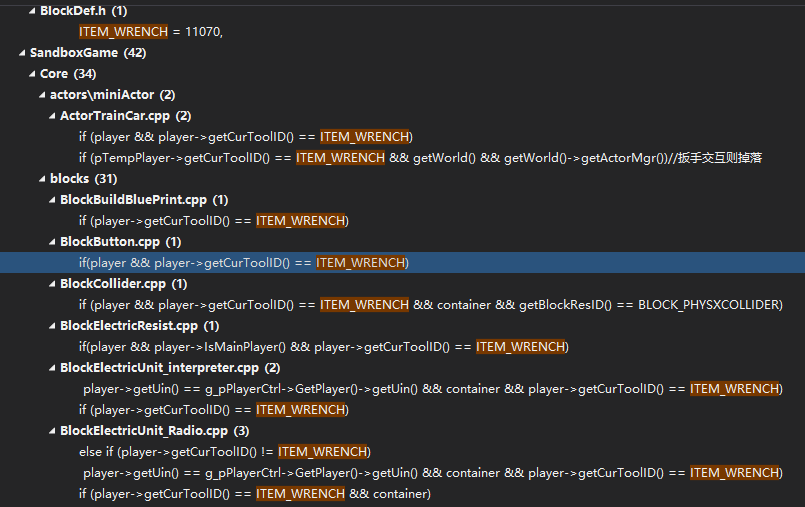 BlockDef.h (1)
ITEM_WRENCH = 11070,
SandboxGame (42)
Core (34)
actors\miniActor (2)
ActorTrainCar.cpp (2)
if (player && player->getCurToolID() == ITEM_WRENCH)
if (pTempPlayer->getCurToolID() == ITEM_WRENCH && getWorld() && getWorld()->getActorMgr())//扳手交互则掉落
blocks (31)
BlockBuildBluePrint.cpp (1)
if (player->getCurToolID() == ITEM_WRENCH)
BlockButton.cpp (1)
if(player && player->getCurToolID() == ITEM_WRENCH)
BlockCollider.cpp (1)
if (player && player->getCurToolID() == ITEM_WRENCH && container && getBlockResID() == BLOCK_PHYSXCOLLIDER)
BlockElectricResist.cpp (1)
if(player && player->IsMainPlayer() && player->getCurToolID() == ITEM_WRENCH)
BlockElectricUnit_interpreter.cpp (2)
player->getUin() == g_pPlayerCtrl->GetPlayer()->getUin() && container && player->getCurToolID() == ITEM_WRENCH)
if (player->getCurToolID() == ITEM_WRENCH)
BlockElectricUnit_Radio.cpp (3)
else if (player->getCurToolID() != ITEM_WRENCH)
player->getUin() == g_pPlayerCtrl->GetPlayer()->getUin() && container && player->getCurToolID() == ITEM_WRENCH)
if (player->getCurToolID() == ITEM_WRENCH && container)